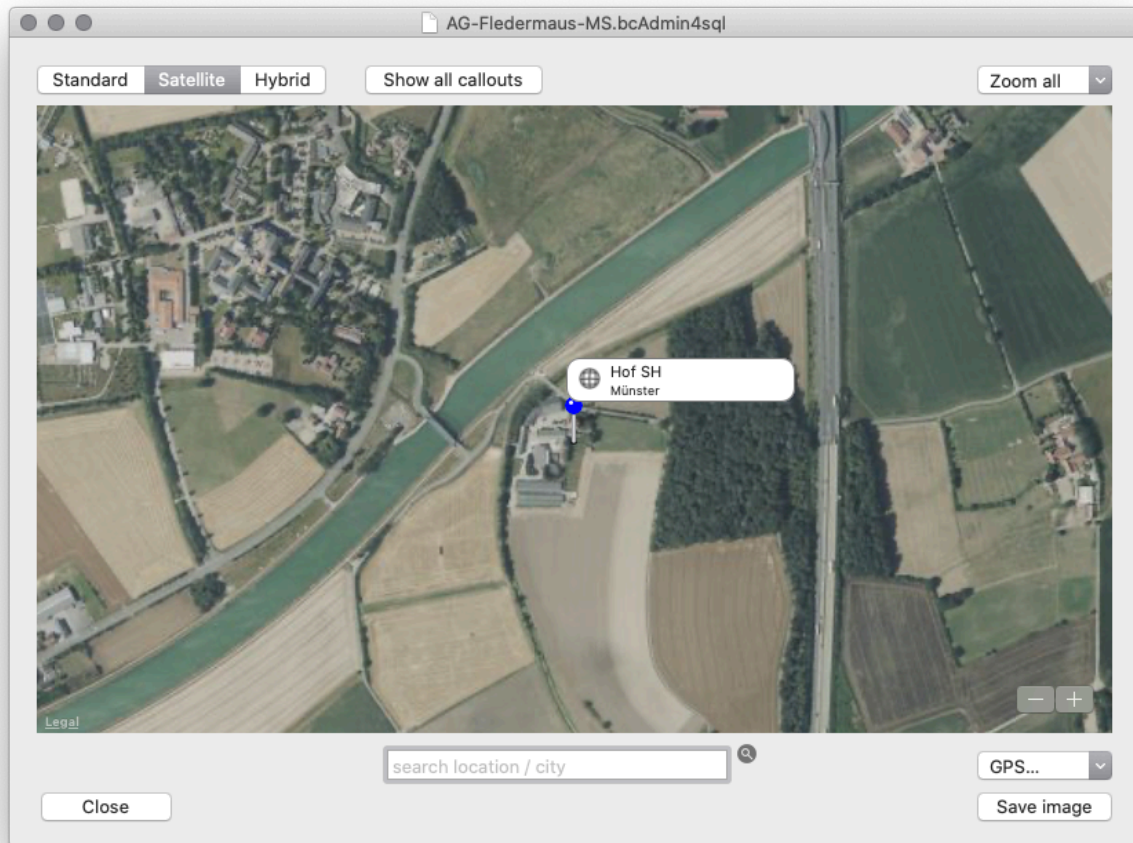 AG-Fledermaus-MS.bcAdmin4sql
Standard
Satellite
Hybrid
Show all callouts
Zoom all
Hof SH
Münster
Legal
search location / city
GPS...
Close
Save image